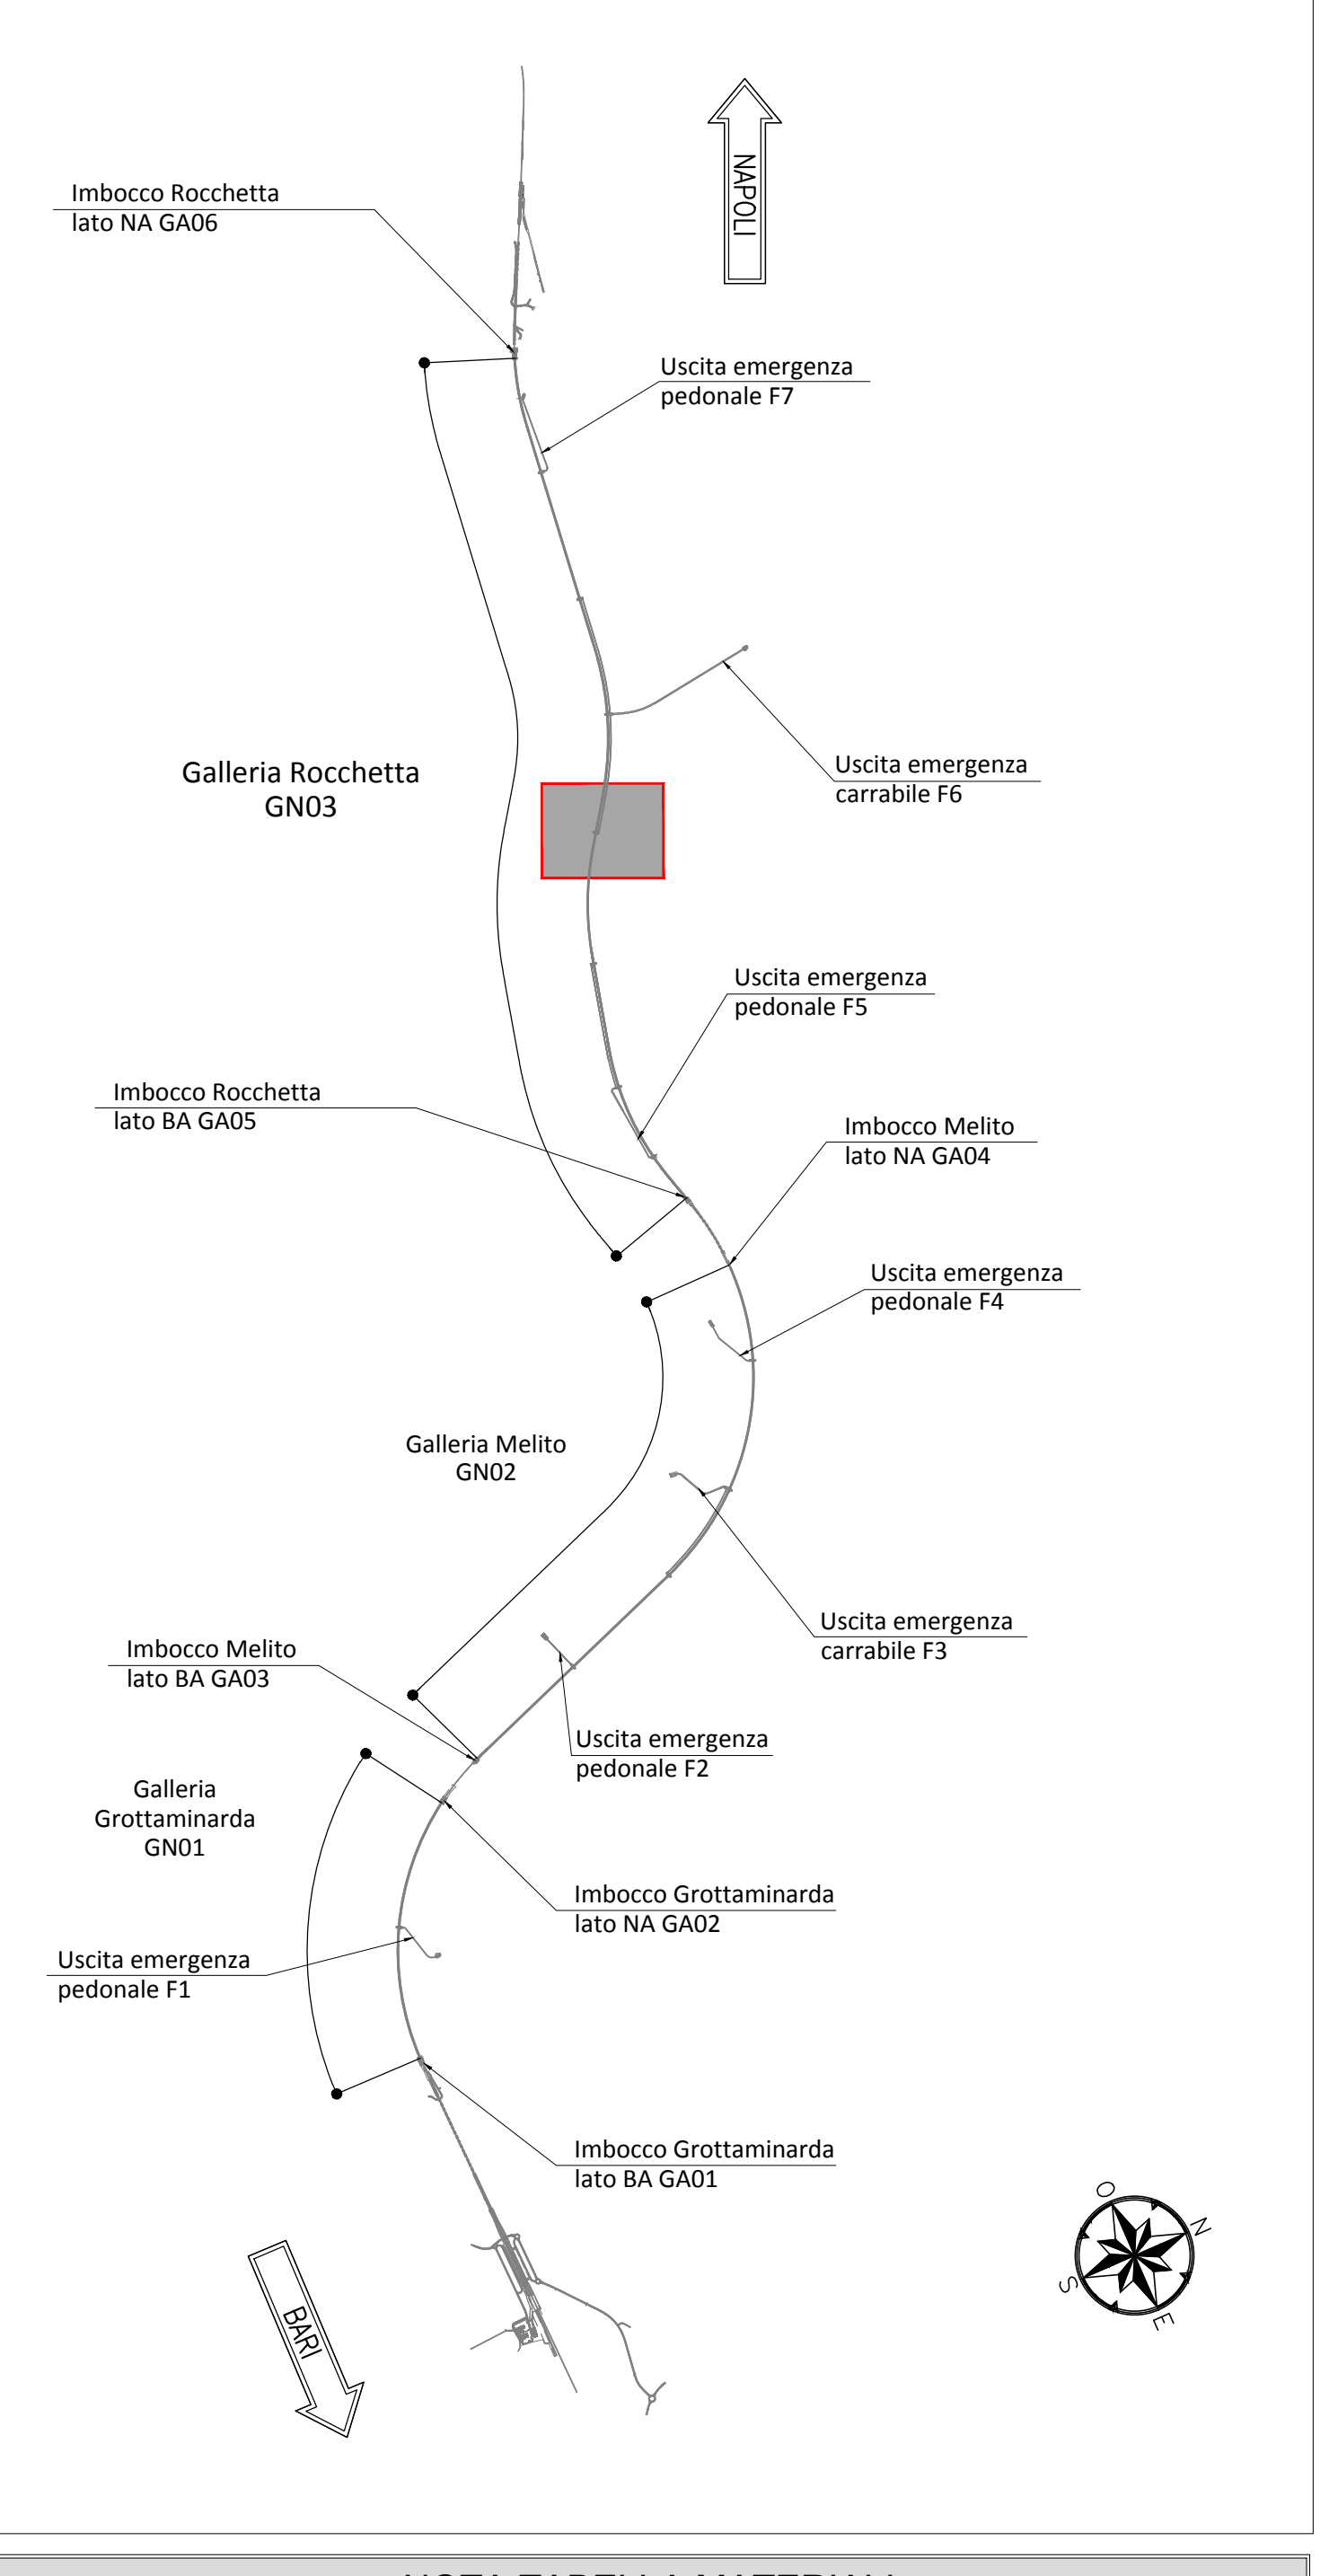 NAPOLI
Imbocco Rocchetta
lato NA GA06
Uscita emergenza
pedonale F7
Uscita emergenza
carrabile F6
Galleria Rocchetta
GN03
Uscita emergenza
pedonale F5
Imbocco Rocchetta
lato BA GA05
Imbocco Melito
lato NA GA04
Uscita emergenza
pedonale F4
Galleria Melito
GN02
Uscita emergenza
carrabile F3
Imbocco Melito
lato BA GA03
Uscita emergenza
pedonale F2
Galleria
Grottaminarda
GN01
Imbocco Grottaminarda
lato NA GA02
Uscita emergenza
pedonale F1
Imbocco Grottaminarda
lato BA GA01
O
N
S
E
BARI